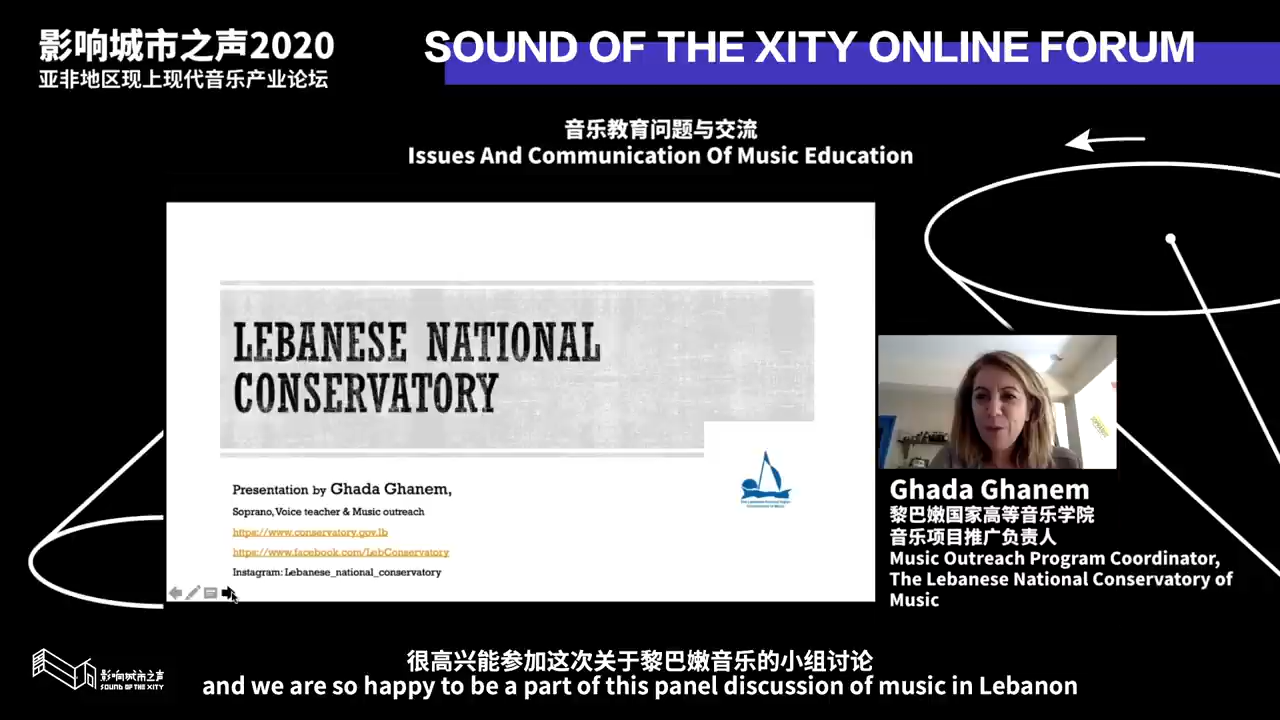 影响城市之声2020
亚非地区现上现代音乐产业论坛
SOUND OF THE XITY ONLINE FORUM
音乐教育问题与交流
Issues And Communication Of Music Education
LEBANESE NATIONAL
CONSERVATORY
Presentation by Ghada Ghanem,
Soprano, Voice teacher & Music outreach
https://www.conservatory.gov.lb
https://www.facebook.com/LebConservatory
Instagram: Lebanese_national_conservatory
Ghada Ghanem
黎巴嫩国家高等音乐学院
音乐项目推广负责人
Music Outreach Program Coordinator,
The Lebanese National Conservatory of
Music
影响城市之声
SOUND OF THE XITY
很高兴能参加这次关于黎巴嫩音乐的小组讨论
and we are so happy to be a part of this panel discussion of music in Lebanon